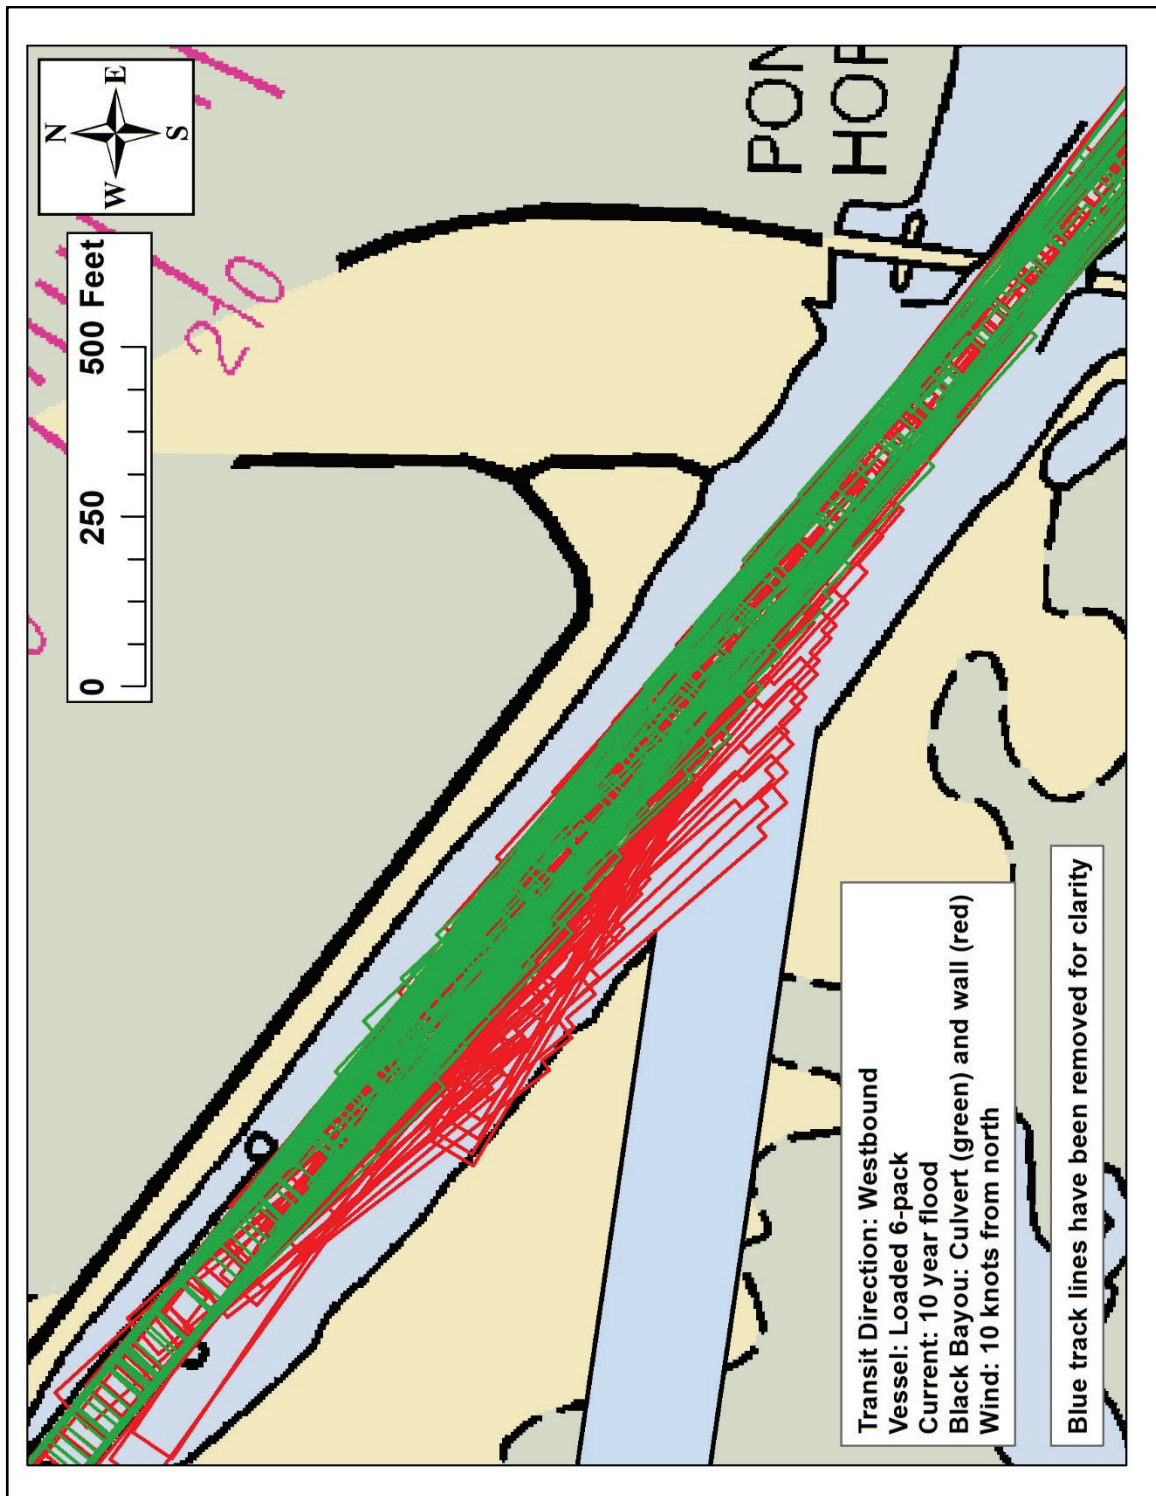 N
W
E
S
0
250
500 Feet
210
PON
HOR
Transit Direction: Westbound
Vessel: Loaded 6-pack
Current: 10 year flood
Black Bayou: Culvert (green) and wall (red)
Wind: 10 knots from north
Blue track lines have been removed for clarity